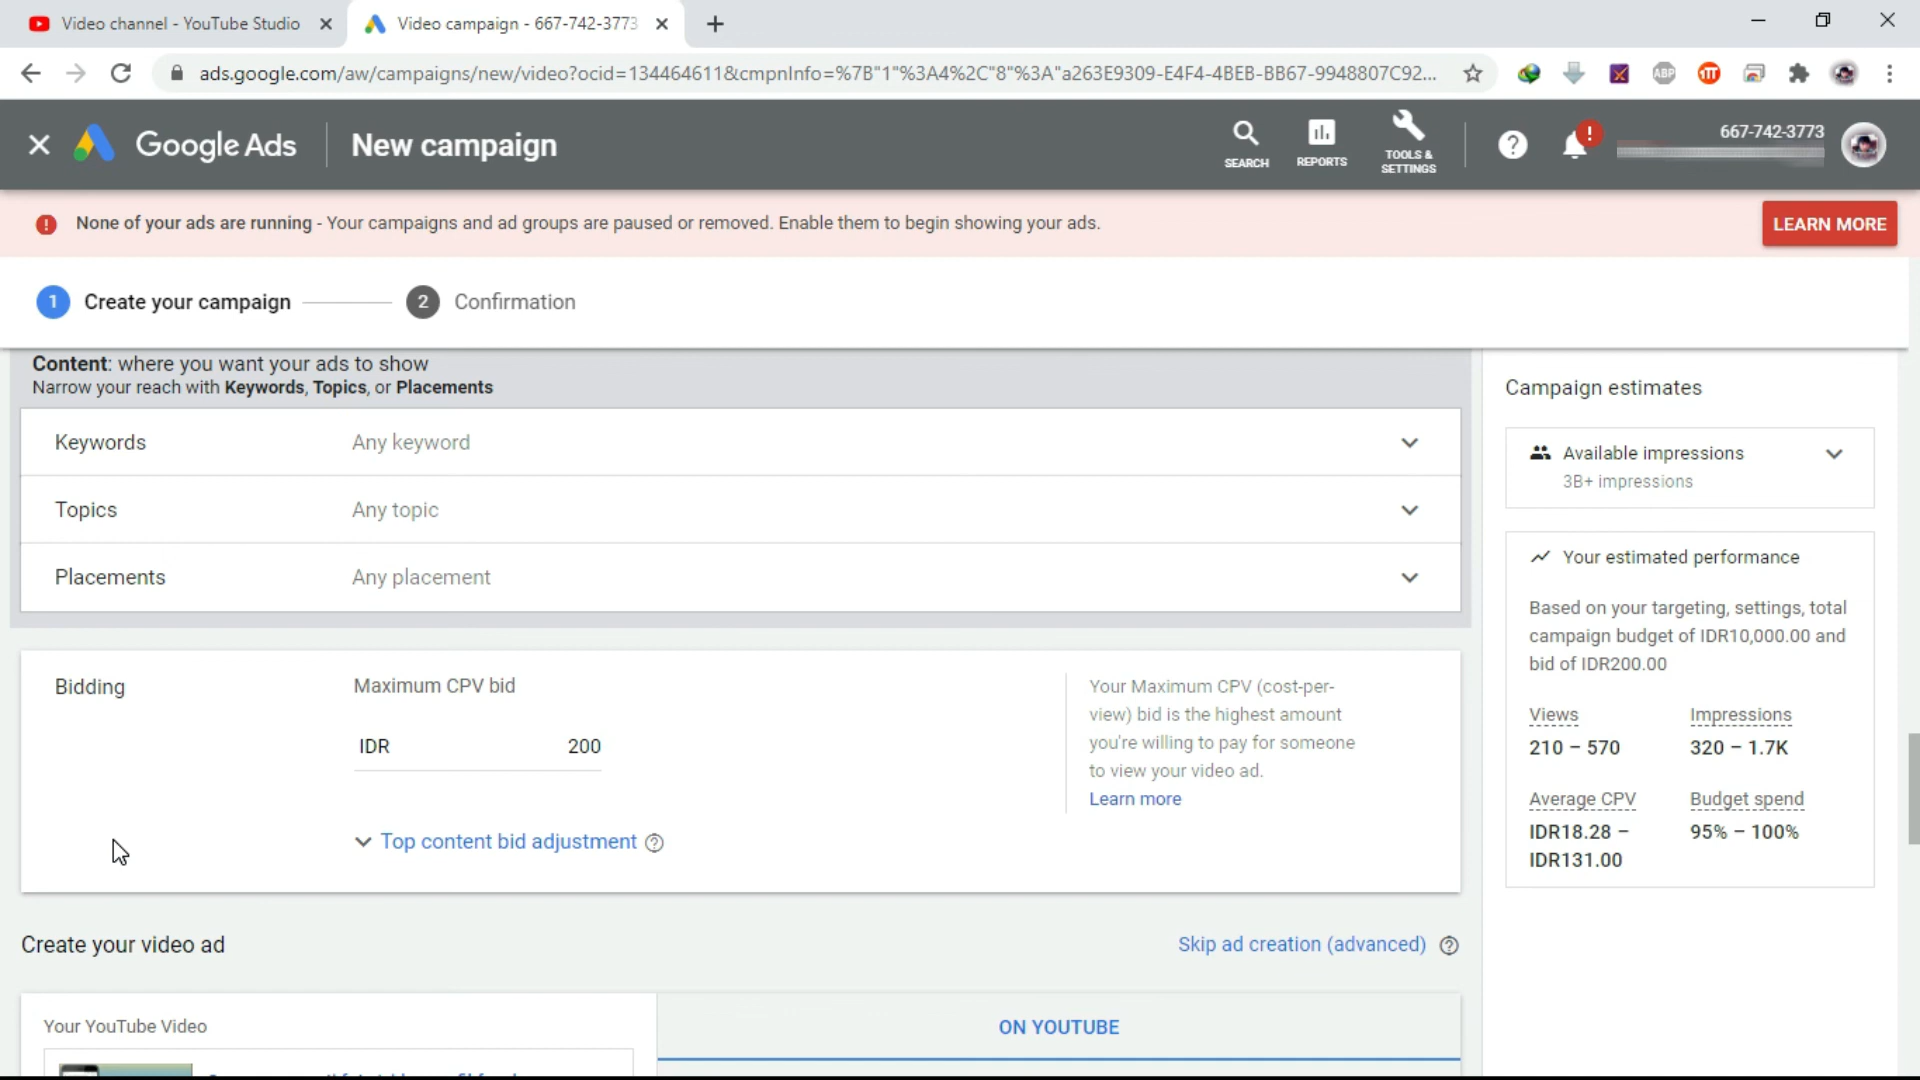 Video channel - YouTube Studio
Video campaign - 667-742-3773
ads.google.com/aw/campaigns/new/video?ocid=134464611&cmpnInfo=%7B"1"%3A4%2C"8"%3A"a263E9309-E4F4-4BEB-BB67-9948807C92...
ABP
Google Ads
New campaign
SEARCH
REPORTS
TOOLS &
SETTINGS
?
!
667-742-3773
! None of your ads are running - Your campaigns and ad groups are paused or removed. Enable them to begin showing your ads.
LEARN MORE
1 Create your campaign
2 Confirmation
Content: where you want your ads to show
Narrow your reach with Keywords, Topics, or Placements
Keywords Any keyword
Topics Any topic
Placements Any placement
Bidding
Maximum CPV bid
IDR 200
Top content bid adjustment ?
Your Maximum CPV (cost-per-
view) bid is the highest amount
you're willing to pay for someone
to view your video ad.
Learn more
Create your video ad
Skip ad creation (advanced) ?
Your YouTube Video
ON YOUTUBE
Campaign estimates
Available impressions
3B+ impressions
Your estimated performance
Based on your targeting, settings, total
campaign budget of IDR10,000.00 and
bid of IDR200.00
Views Impressions
210 – 570 320 – 1.7K
Average CPV Budget spend
IDR18.28 – 95% – 100%
IDR131.00